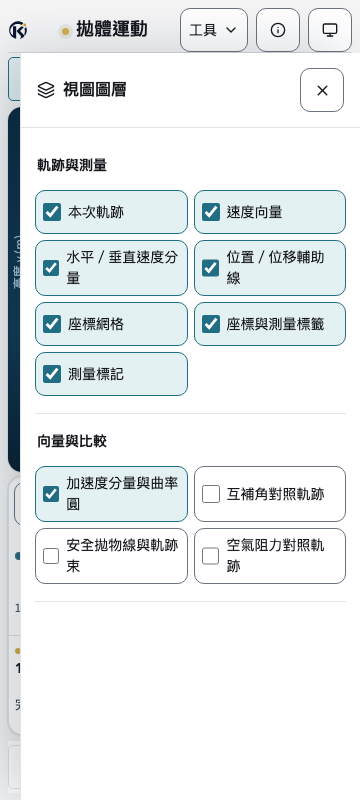 拋體運動
工具
視圖圖層
軌跡與測量
本次軌跡
速度向量
水平 / 垂直速度分
量
位置 / 位移輔助
線
座標網格
座標與測量標籤
測量標記
向量與比較
加速度分量與曲率
圓
互補角對照軌跡
安全拋物線與軌跡
束
空氣阻力對照軌
跡